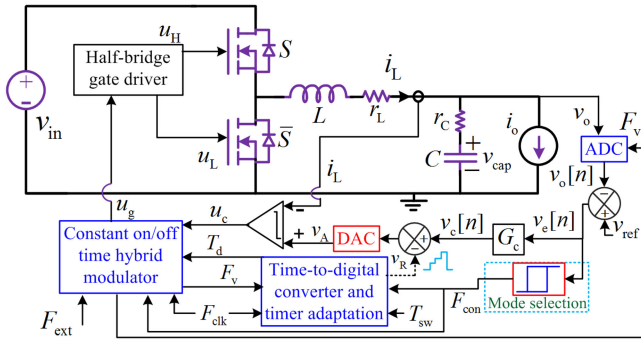 u_H
Half-bridge
gate driver
S
v_in
L
r_L
i_L
u_L
S̅
r_C
C
v_cap
i_o
v_o
F_v
ADC
v_o[n]
i_L
u_g
u_c
v_A
DAC
v_c[n]
G_c
v_e[n]
v_ref
v_R
Constant on/off
time hybrid
modulator
T_d
F_v
Time-to-digital
converter and
timer adaptation
F_con
Mode selection
F_ext
F_clk
T_sw